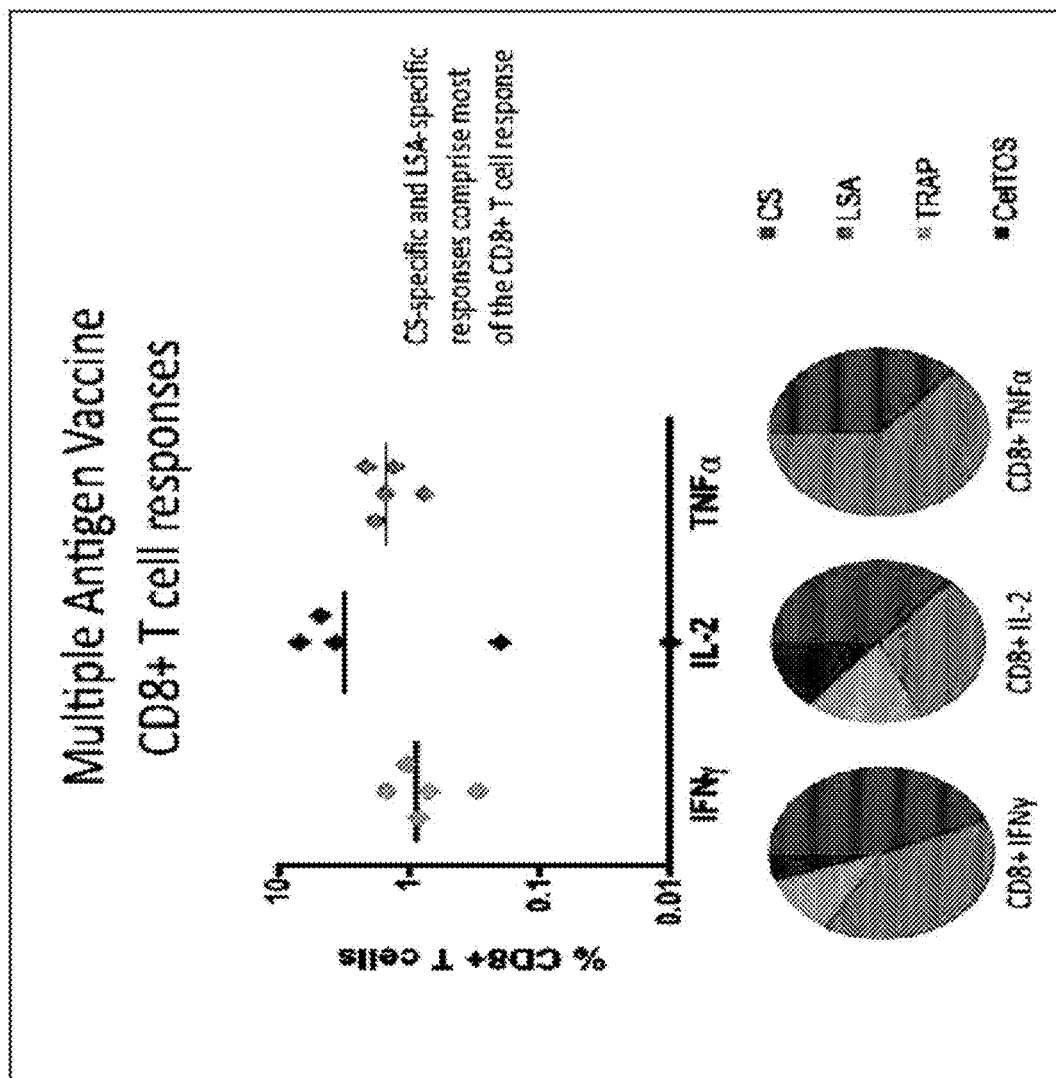 Multiple Antigen Vaccine
CD8+ T cell responses
% CD8+ T cells
10
1
0.1
0.01
IFNγ
IL-2
TNFα
CS-specific and LSA-specific
responses comprise most
of the CD8+ T cell response
CD8+ IFNγ
CD8+ IL-2
CD8+ TNFα
CS
LSA
TRAP
CelTOS